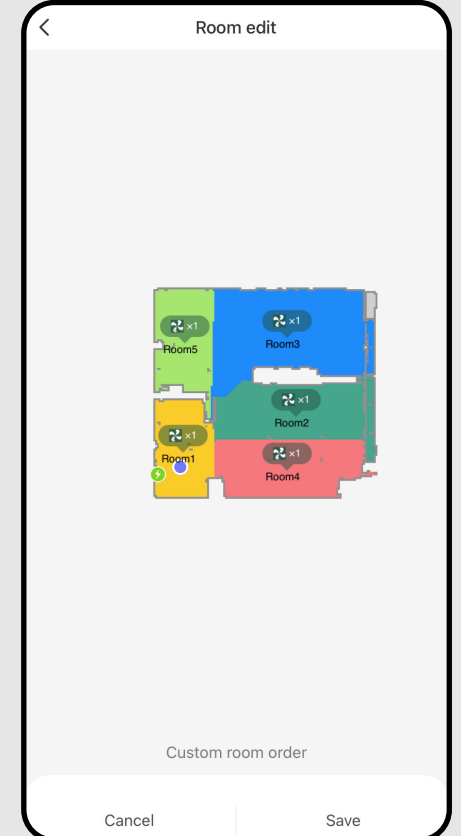 Room edit
×1
Room3
×1
Room5
×1
Room2
×1
Room1
×1
Room4
Custom room order
Cancel
Save